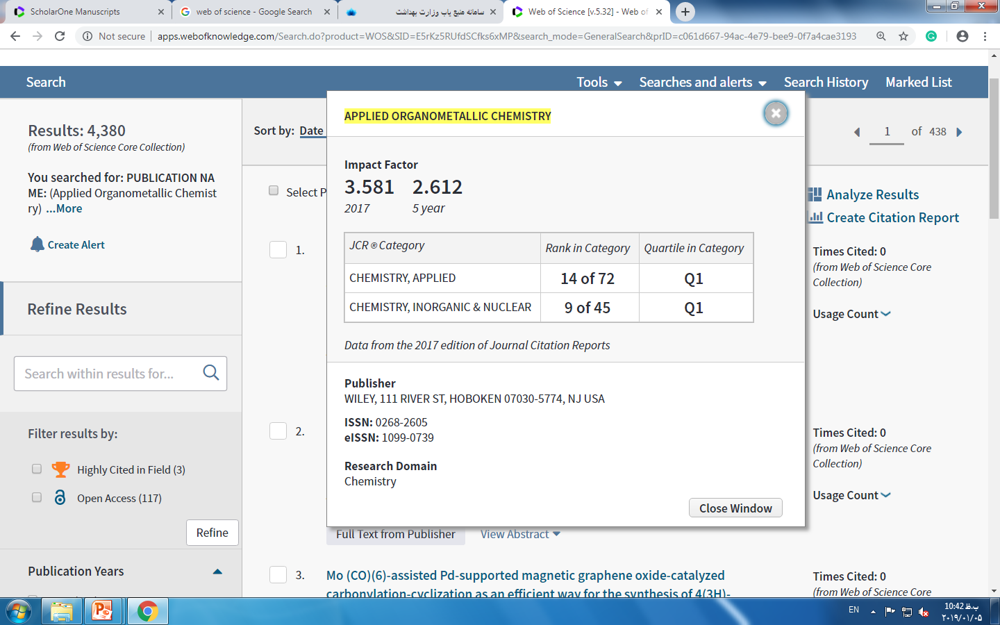 ScholarOne Manuscripts
web of science - Google Search
سامانه منبع یاب وزارت بهداشت
Web of Science [v.5.32] - Web of
Not secure
apps.webofknowledge.com/Search.do?product=WOS&SID=E5rKz5RUfdSCfks6xMP&search_mode=GeneralSearch&prID=c061d667-94ac-4e79-bee9-0f7a4cae3193
Search
Tools
Searches and alerts
Search History
Marked List
Results: 4,380
(from Web of Science Core Collection)
You searched for: PUBLICATION NA
ME: (Applied Organometallic Chemist
ry) ...More
Create Alert
Refine Results
Search within results for...
Filter results by:
Highly Cited in Field (3)
Open Access (117)
Refine
Publication Years
Sort by: Date
1 of 438
Select P
APPLIED ORGANOMETALLIC CHEMISTRY
Impact Factor
3.581 2.612
2017 5 year
JCR ® Category Rank in Category Quartile in Category
CHEMISTRY, APPLIED 14 of 72 Q1
CHEMISTRY, INORGANIC & NUCLEAR 9 of 45 Q1
Data from the 2017 edition of Journal Citation Reports
Publisher
WILEY, 111 RIVER ST, HOBOKEN 07030-5774, NJ USA
ISSN: 0268-2605
eISSN: 1099-0739
Research Domain
Chemistry
Close Window
Analyze Results
Create Citation Report
1.
Times Cited: 0
(from Web of Science Core
Collection)
Usage Count
2.
Times Cited: 0
(from Web of Science Core
Collection)
Usage Count
Full Text from Publisher
View Abstract
3.
Mo (CO)(6)-assisted Pd-supported magnetic graphene oxide-catalyzed
carbonylation-cyclization as an efficient way for the synthesis of 4(3H)-
Times Cited: 0
(from Web of Science Core
EN
10:42 ب.ظ
۲۰۱۹/۰۱/۰۵